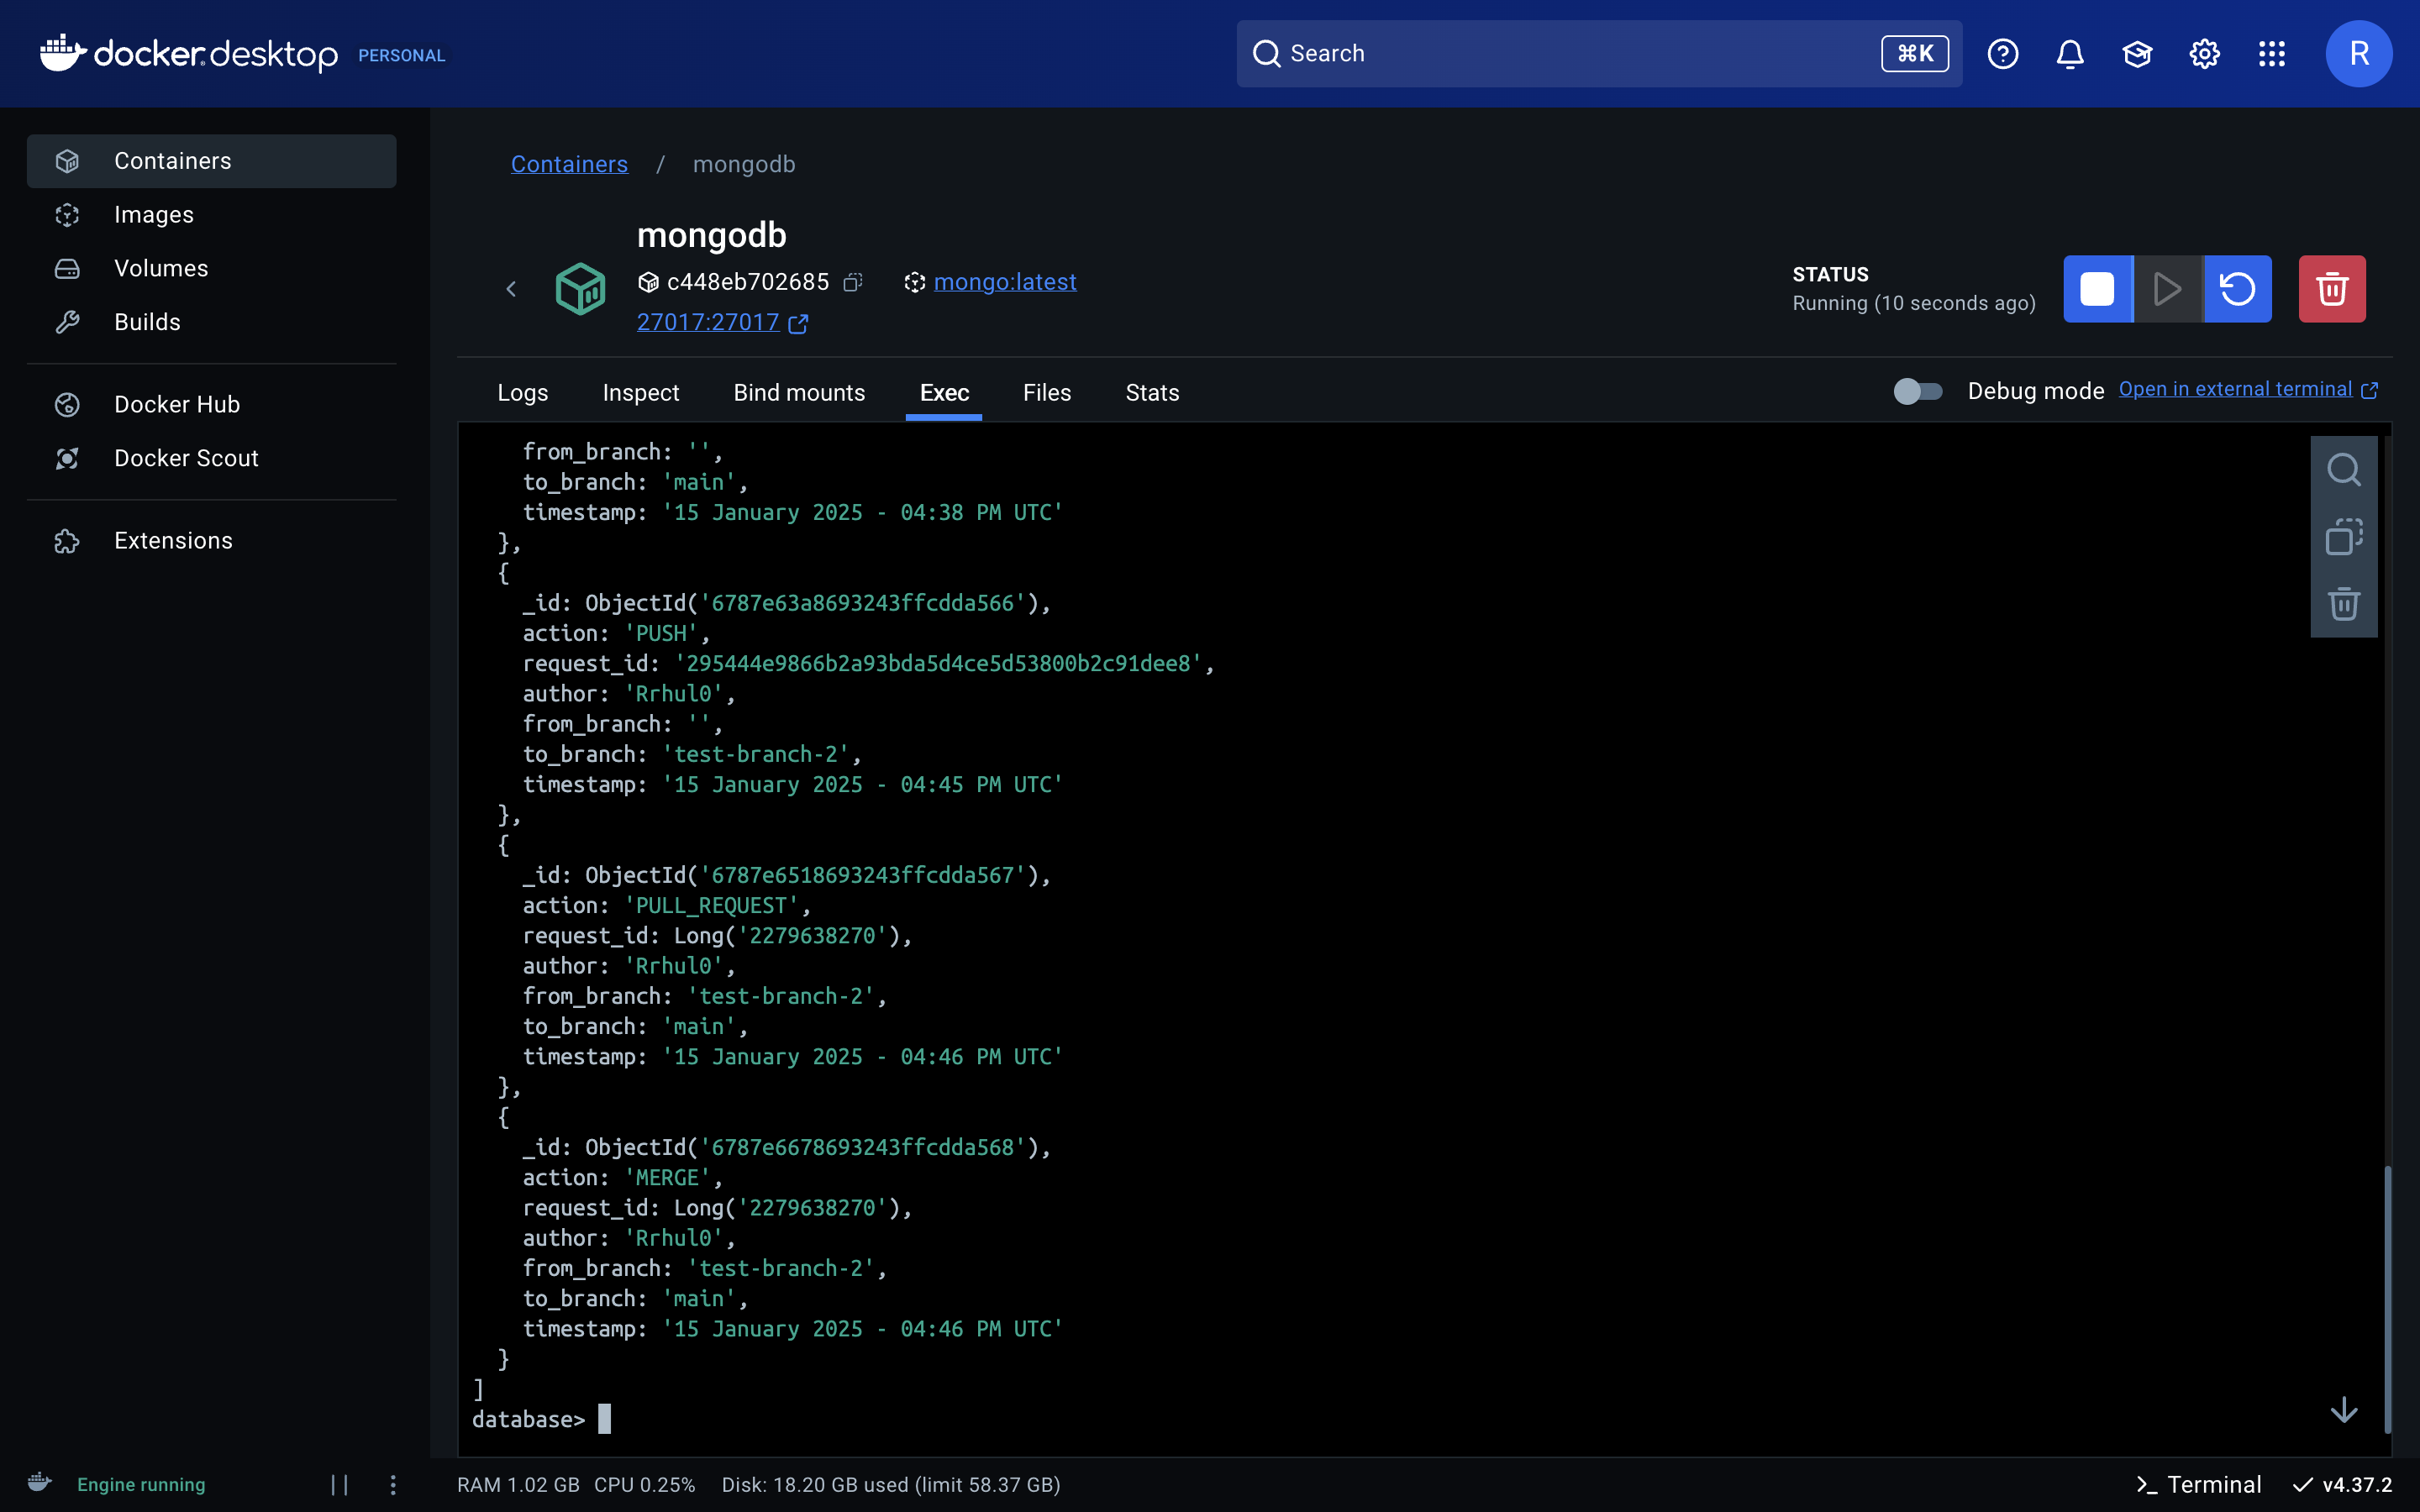 docker desktop PERSONAL
Search ⌘K
R
Containers
Images
Volumes
Builds
Docker Hub
Docker Scout
Extensions
Containers / mongodb
mongodb
c448eb702685 mongo:latest
27017:27017
STATUS
Running (10 seconds ago)
Logs Inspect Bind mounts Exec Files Stats
Debug mode Open in external terminal
from_branch: '',
to_branch: 'main',
timestamp: '15 January 2025 - 04:38 PM UTC'
},
{
_id: ObjectId('6787e63a8693243ffcdda566'),
action: 'PUSH',
request_id: '295444e9866b2a93bda5d4ce5d53800b2c91dee8',
author: 'Rrhul0',
from_branch: '',
to_branch: 'test-branch-2',
timestamp: '15 January 2025 - 04:45 PM UTC'
},
{
_id: ObjectId('6787e6518693243ffcdda567'),
action: 'PULL_REQUEST',
request_id: Long('2279638270'),
author: 'Rrhul0',
from_branch: 'test-branch-2',
to_branch: 'main',
timestamp: '15 January 2025 - 04:46 PM UTC'
},
{
_id: ObjectId('6787e6678693243ffcdda568'),
action: 'MERGE',
request_id: Long('2279638270'),
author: 'Rrhul0',
from_branch: 'test-branch-2',
to_branch: 'main',
timestamp: '15 January 2025 - 04:46 PM UTC'
}
]
database>
Engine running
RAM 1.02 GB CPU 0.25% Disk: 18.20 GB used (limit 58.37 GB)
Terminal v4.37.2